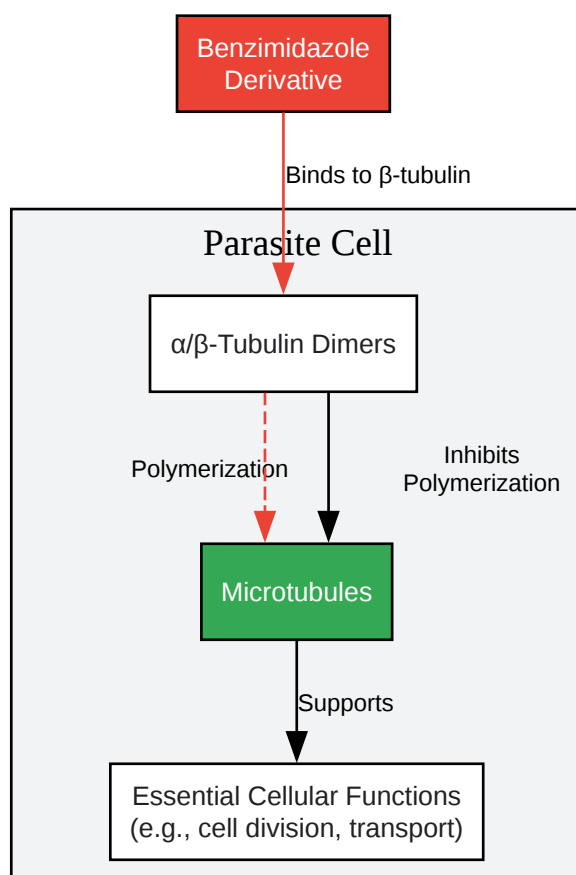 Benzimidazole
Derivative
Binds to β-tubulin
Parasite Cell
α/β-Tubulin Dimers
Polymerization
Inhibits
Polymerization
Microtubules
Supports
Essential Cellular Functions
(e.g., cell division, transport)